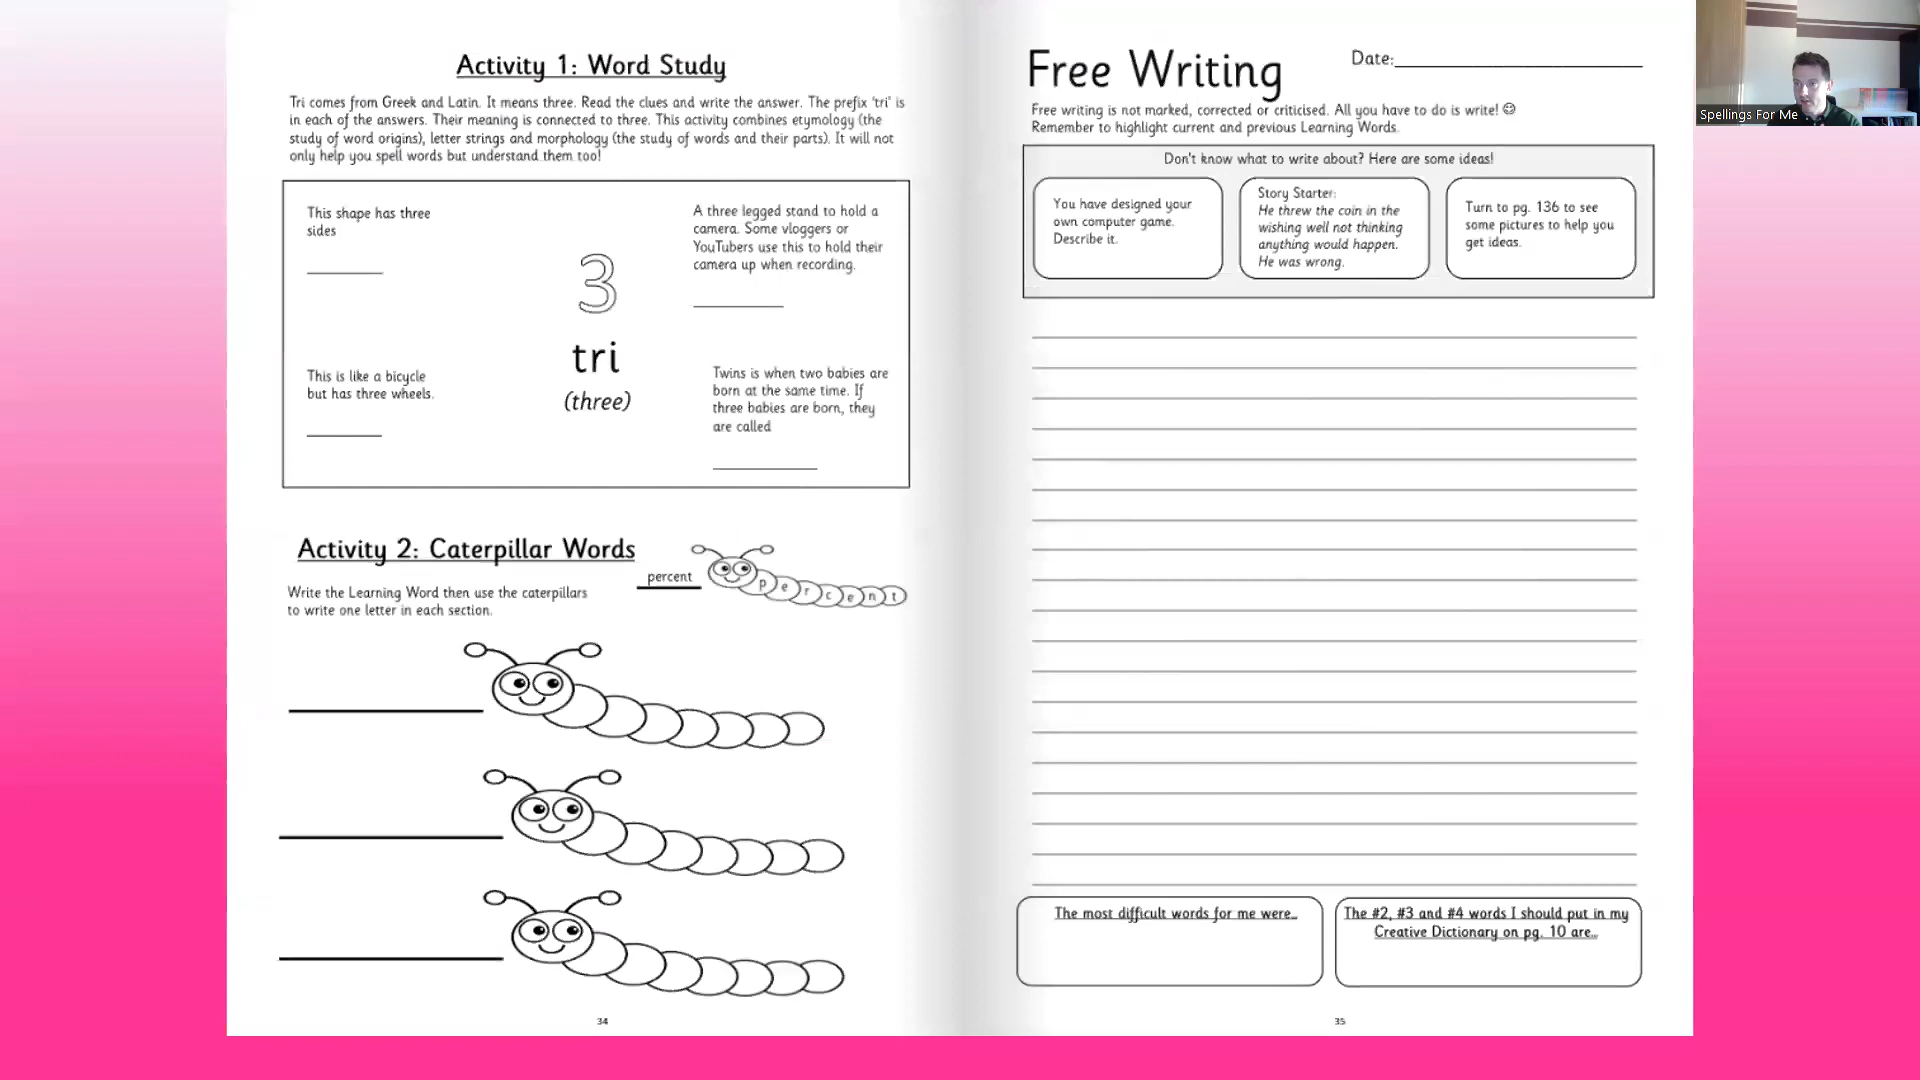 Activity 1: Word Study
Tri comes from Greek and Latin. It means three. Read the clues and write the answer. The prefix 'tri' is
in each of the answers. Their meaning is connected to three. This activity combines etymology (the
study of word origins), letter strings and morphology (the study of words and their parts). It will not
only help you spell words but understand them too!
This shape has three
sides
A three legged stand to hold a
camera. Some vloggers or
YouTubers use this to hold their
camera up when recording.
3
tri
(three)
This is like a bicycle
but has three wheels.
Twins is when two babies are
born at the same time. If
three babies are born, they
are called
Activity 2: Caterpillar Words
Write the Learning Word then use the caterpillars
to write one letter in each section.
percent
p e r c e n t
34
Free Writing
Date:
Free writing is not marked, corrected or criticised. All you have to do is write! ☺
Remember to highlight current and previous Learning Words.
Don't know what to write about? Here are some ideas!
You have designed your
own computer game.
Describe it.
Story Starter:
He threw the coin in the
wishing well not thinking
anything would happen.
He was wrong.
Turn to pg. 136 to see
some pictures to help you
get ideas.
The most difficult words for me were...
The #2, #3 and #4 words I should put in my
Creative Dictionary on pg. 10 are...
35
Spellings For Me